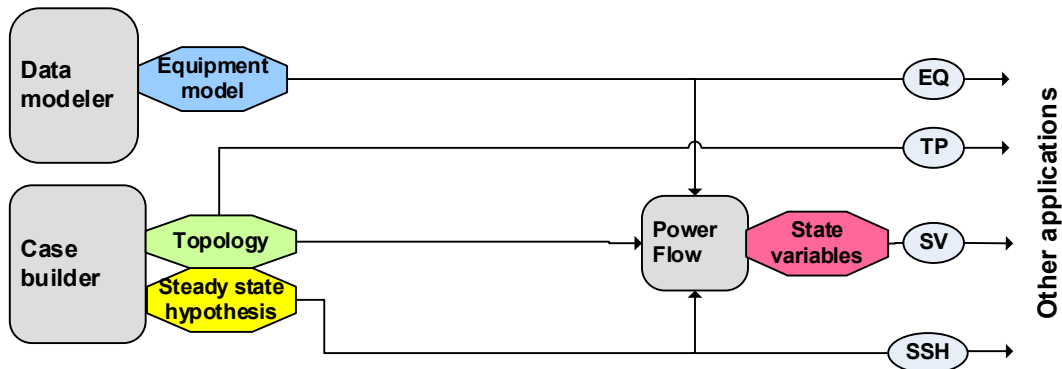 Data
modeler
Equipment
model
EQ
TP
Case
builder
Topology
Steady state
hypothesis
Power
Flow
State
variables
SV
SSH
Other applications